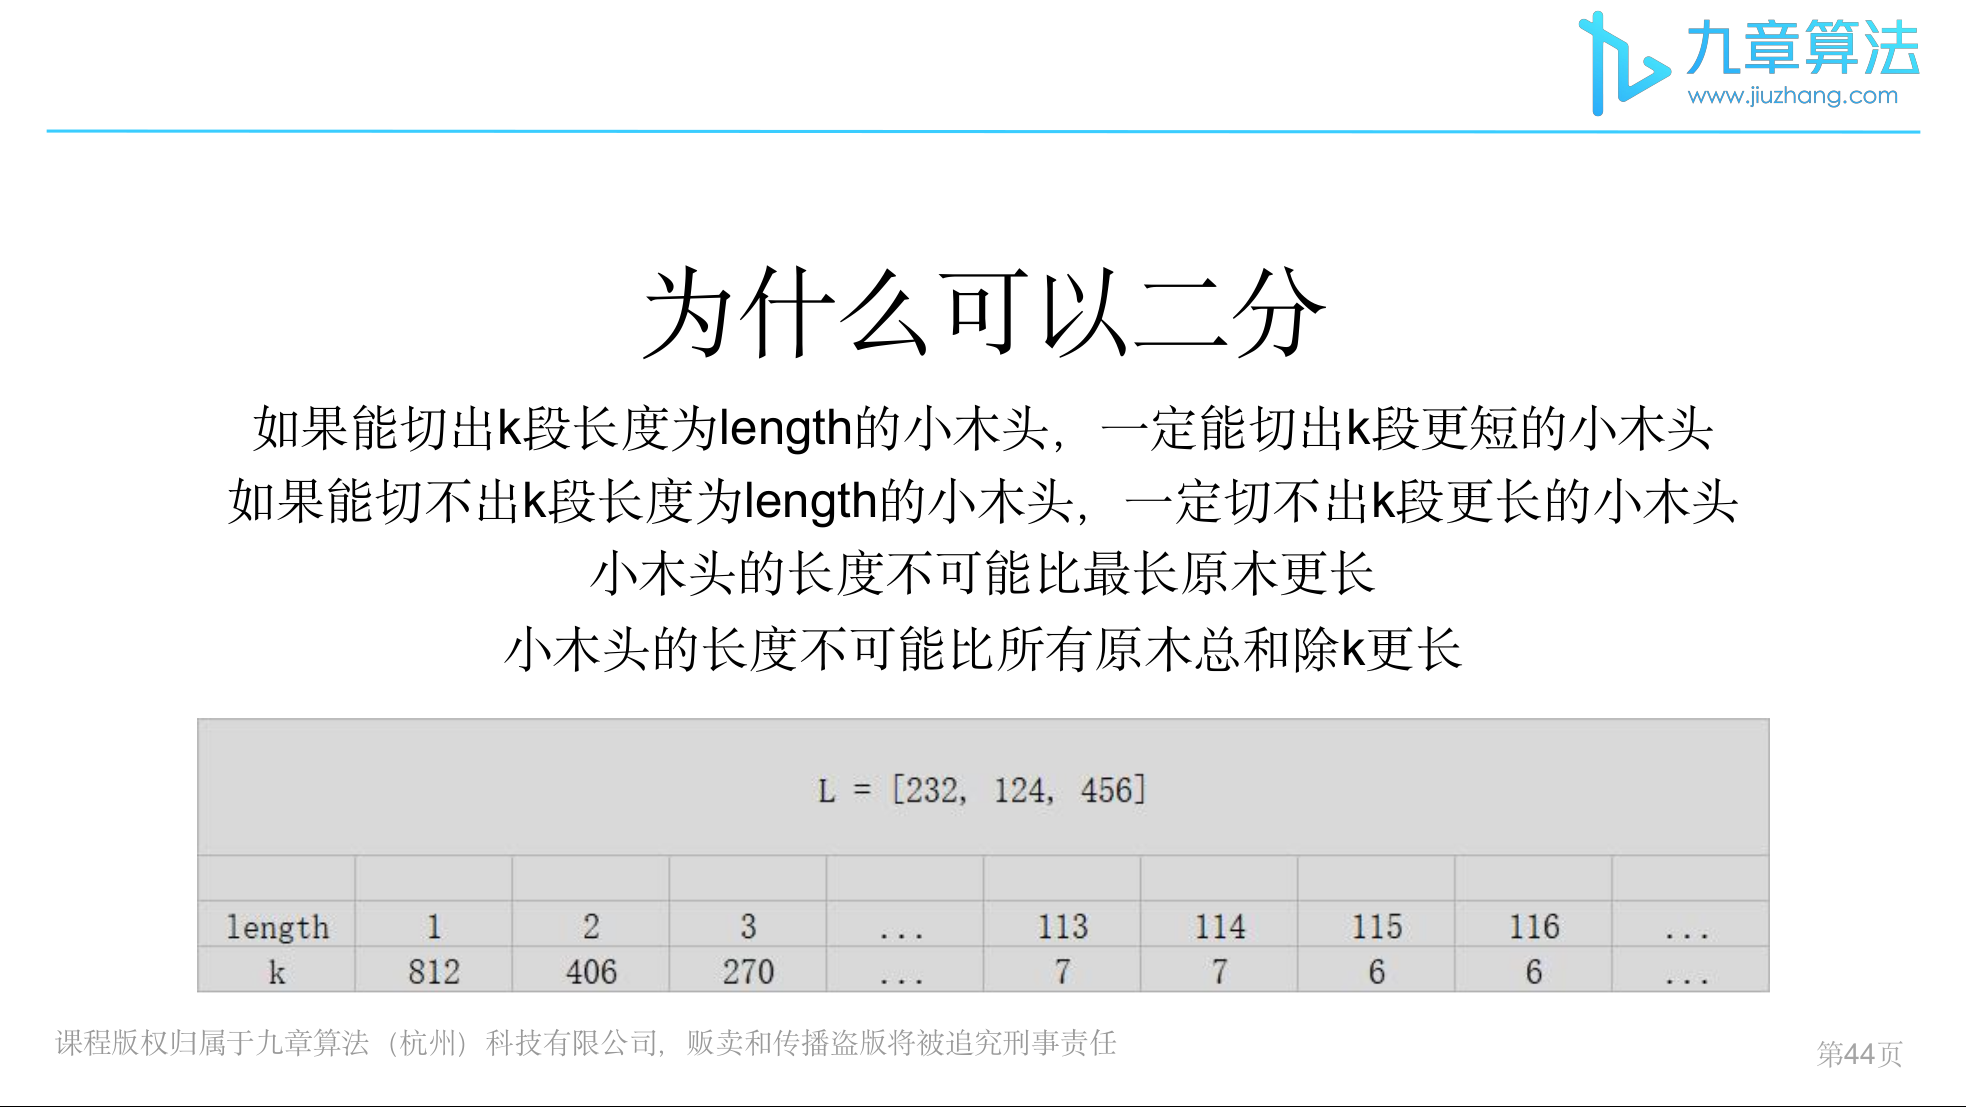 九章算法
www.jiuzhang.com
为什么可以二分
如果能切出k段长度为length的小木头，一定能切出k段更短的小木头
如果能切不出k段长度为length的小木头，一定切不出k段更长的小木头
小木头的长度不可能比最长原木更长
小木头的长度不可能比所有原木总和除k更长
L = [232, 124, 456]
length 1 2 3 ... 113 114 115 116 ...
k 812 406 270 ... 7 7 6 6 ...
课程版权归属于九章算法（杭州）科技有限公司，贩卖和传播盗版将被追究刑事责任
第44页